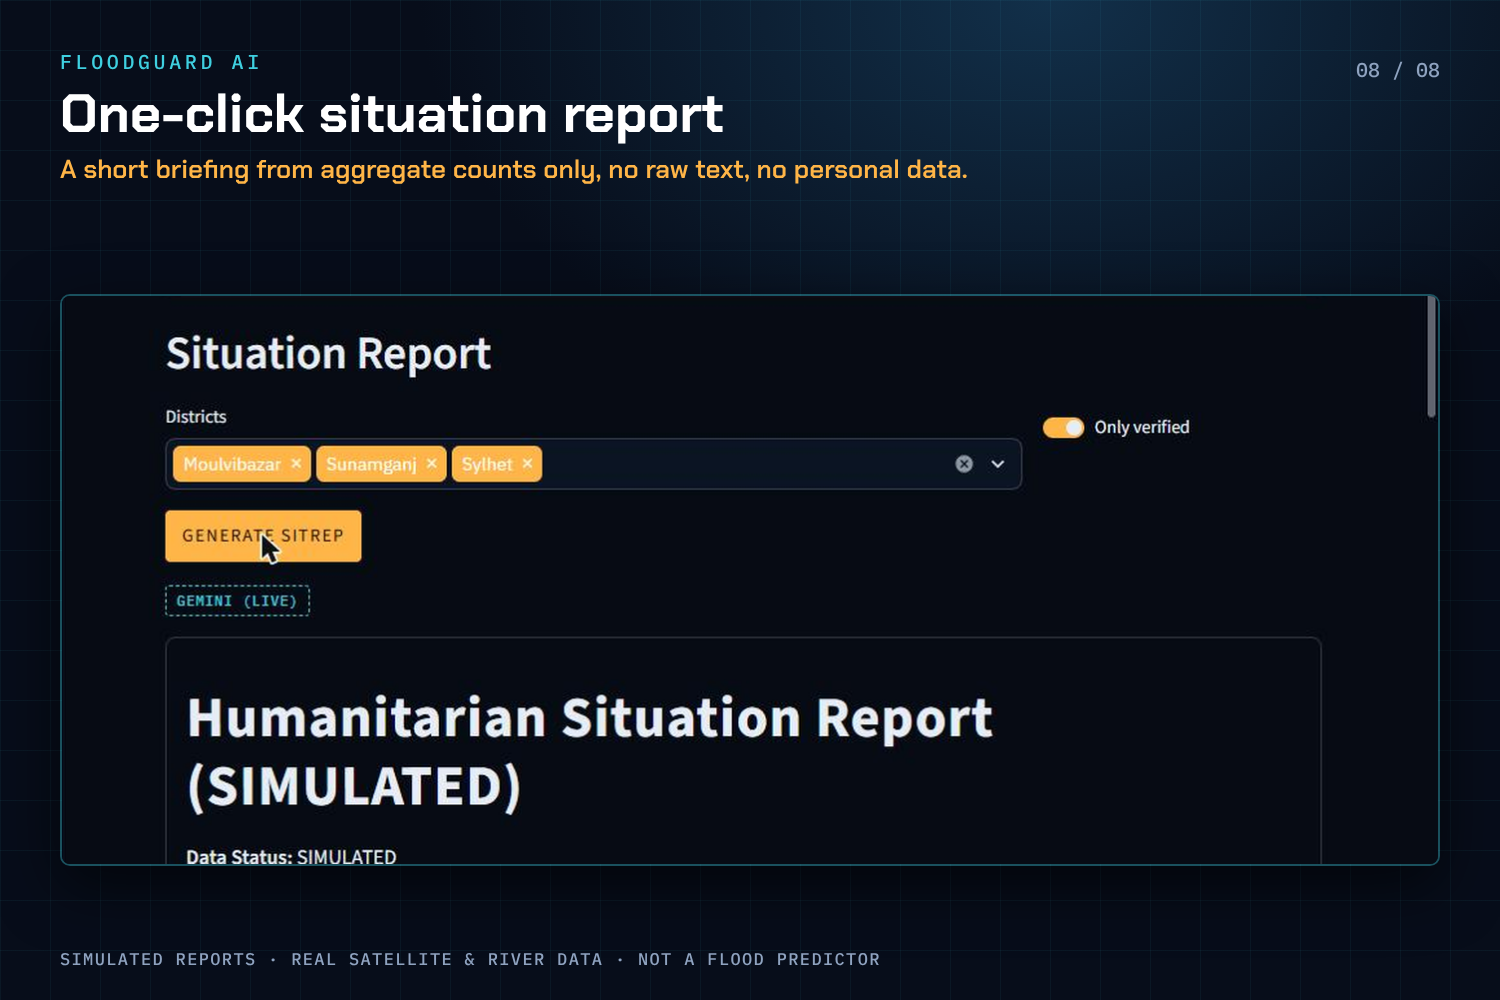 FLOODGUARD AI
08 / 08
One-click situation report
A short briefing from aggregate counts only, no raw text, no personal data.
Situation Report
Districts
Only verified
Moulvibazar × Sunamganj × Sylhet ×
GENERATE SITREP
GEMINI (LIVE)
Humanitarian Situation Report
(SIMULATED)
Data Status: SIMULATED
SIMULATED REPORTS · REAL SATELLITE & RIVER DATA · NOT A FLOOD PREDICTOR